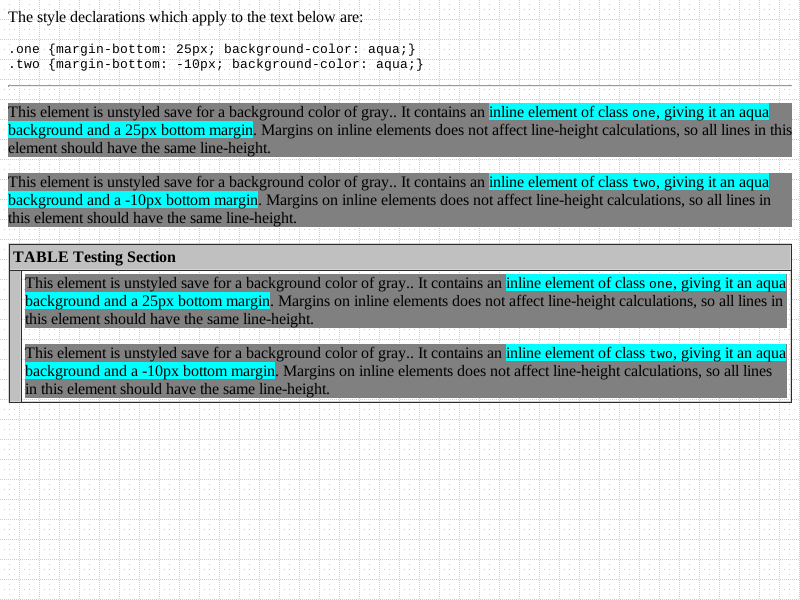 The style declarations which apply to the text below are:
.one {margin-bottom: 25px; background-color: aqua;}
.two {margin-bottom: -10px; background-color: aqua;}
This element is unstyled save for a background color of gray.. It contains an inline element of class one, giving it an aqua
background and a 25px bottom margin. Margins on inline elements does not affect line-height calculations, so all lines in this
element should have the same line-height.
This element is unstyled save for a background color of gray.. It contains an inline element of class two, giving it an aqua
background and a -10px bottom margin. Margins on inline elements does not affect line-height calculations, so all lines in
this element should have the same line-height.
TABLE Testing Section
This element is unstyled save for a background color of gray.. It contains an inline element of class one, giving it an aqua
background and a 25px bottom margin. Margins on inline elements does not affect line-height calculations, so all lines in
this element should have the same line-height.
This element is unstyled save for a background color of gray.. It contains an inline element of class two, giving it an aqua
background and a -10px bottom margin. Margins on inline elements does not affect line-height calculations, so all lines
in this element should have the same line-height.